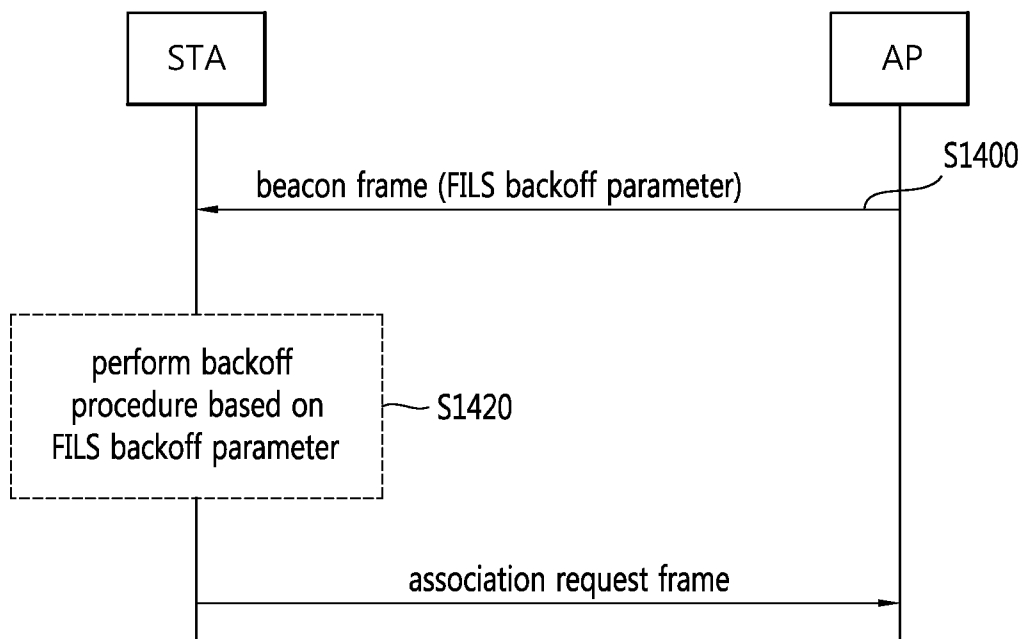 STA
AP
S1400
beacon frame (FILS backoff parameter)
perform backoff
procedure based on
FILS backoff parameter
S1420
association request frame